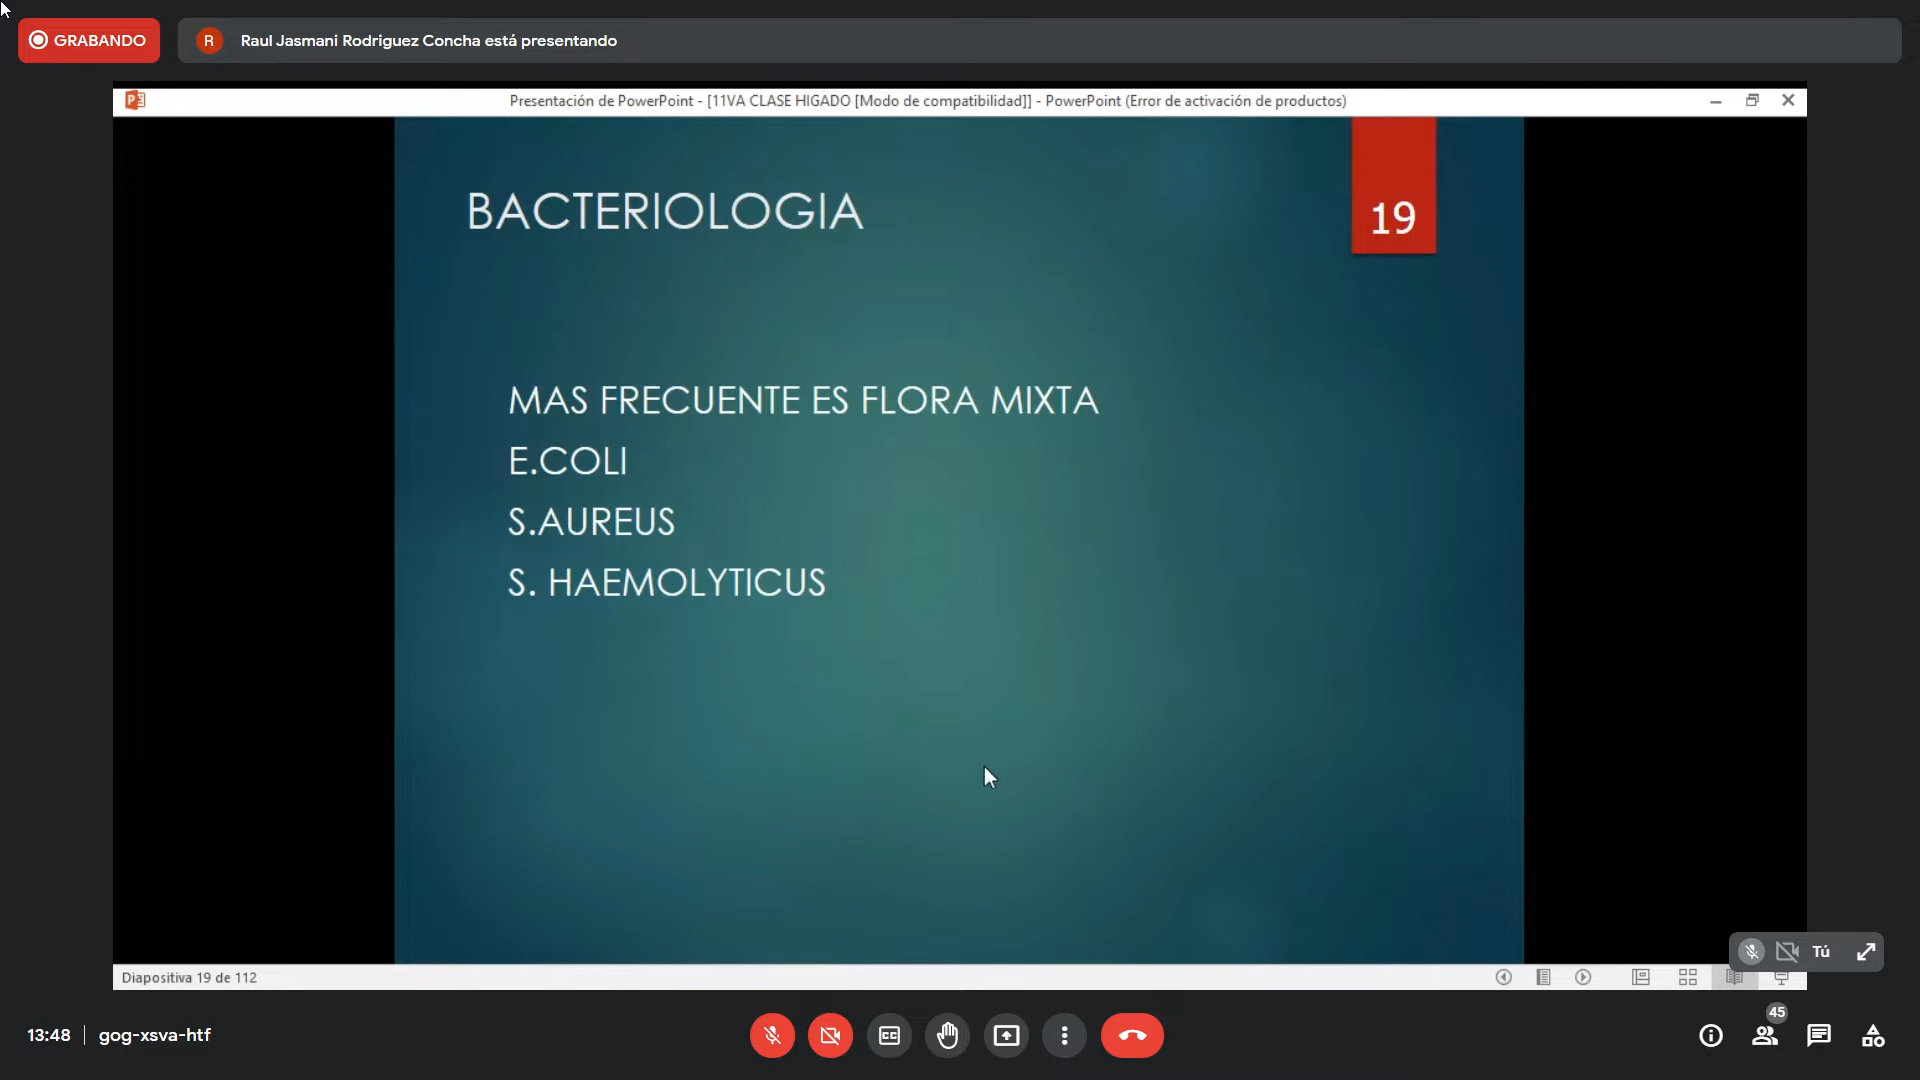 GRABANDO
R
Raul Jasmani Rodriguez Concha está presentando
Presentación de PowerPoint - [11VA CLASE HIGADO [Modo de compatibilidad]] - PowerPoint (Error de activación de productos)
BACTERIOLOGIA
19
MAS FRECUENTE ES FLORA MIXTA
E.COLI
S.AUREUS
S. HAEMOLYTICUS
Tú
Diapositiva 19 de 112
45
13:48
gog-xsva-htf